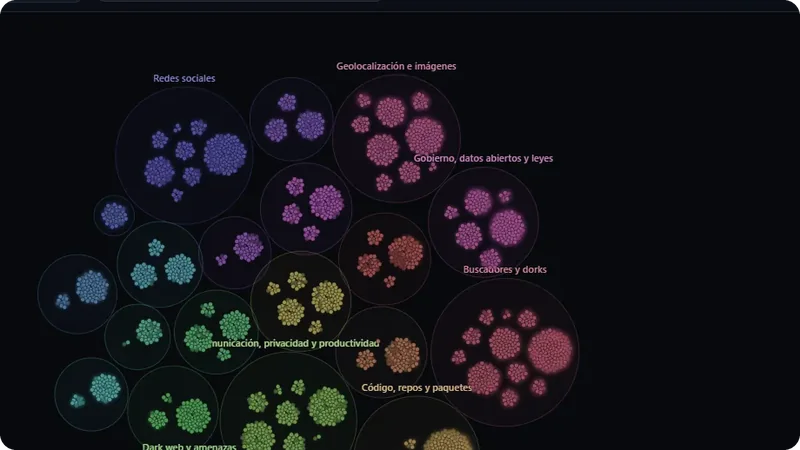 Geolocalización e imágenes
Redes sociales
Gobierno, datos abiertos y leyes
Buscadores y dorks
municación, privacidad y productividad
Código, repos y paquetes
Dark web y amenazas